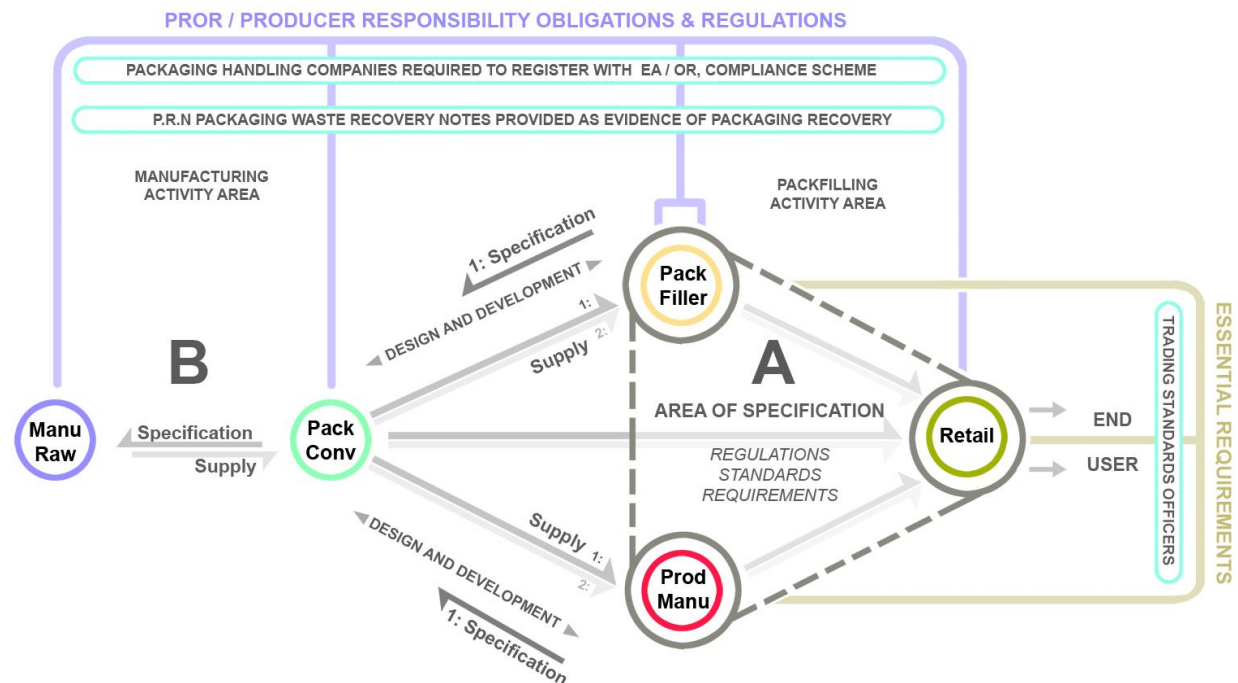 PROR / PRODUCER RESPONSIBILITY OBLIGATIONS & REGULATIONS
PACKAGING HANDLING COMPANIES REQUIRED TO REGISTER WITH EA / OR, COMPLIANCE SCHEME
P.R.N PACKAGING WASTE RECOVERY NOTES PROVIDED AS EVIDENCE OF PACKAGING RECOVERY
MANUFACTURING
ACTIVITY AREA
PACKFILLING
ACTIVITY AREA
1: Specification
DESIGN AND DEVELOPMENT
1:
Supply 2:
Pack
Filler
B
A
AREA OF SPECIFICATION
REGULATIONS
STANDARDS
REQUIREMENTS
Manu
Raw
Specification
Supply
Pack
Conv
Retail
END
USER
TRADING STANDARDS OFFICERS
ESSENTIAL REQUIREMENTS
Supply 1:
2:
DESIGN AND DEVELOPMENT
1: Specification
Prod
Manu